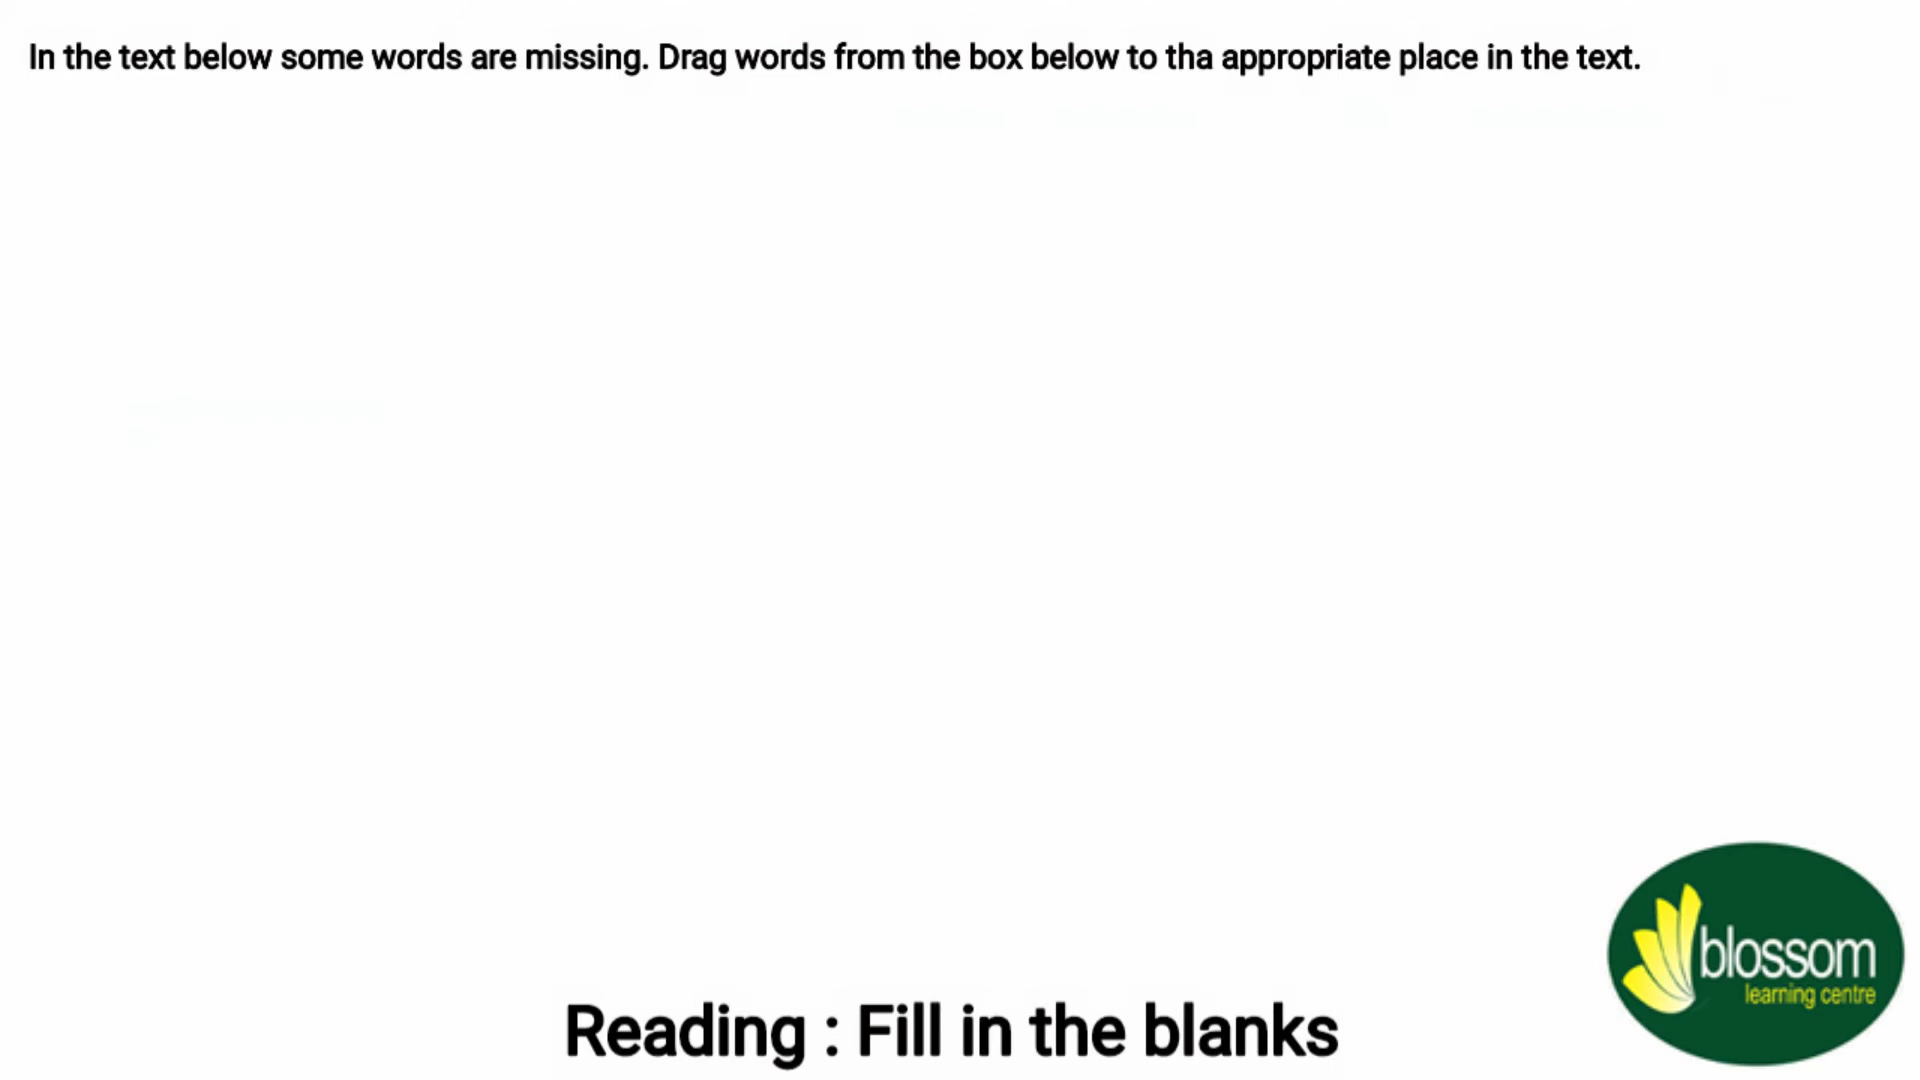 In the text below some words are missing. Drag words from the box below to tha appropriate place in the text.
blossom
learning centre
Reading : Fill in the blanks